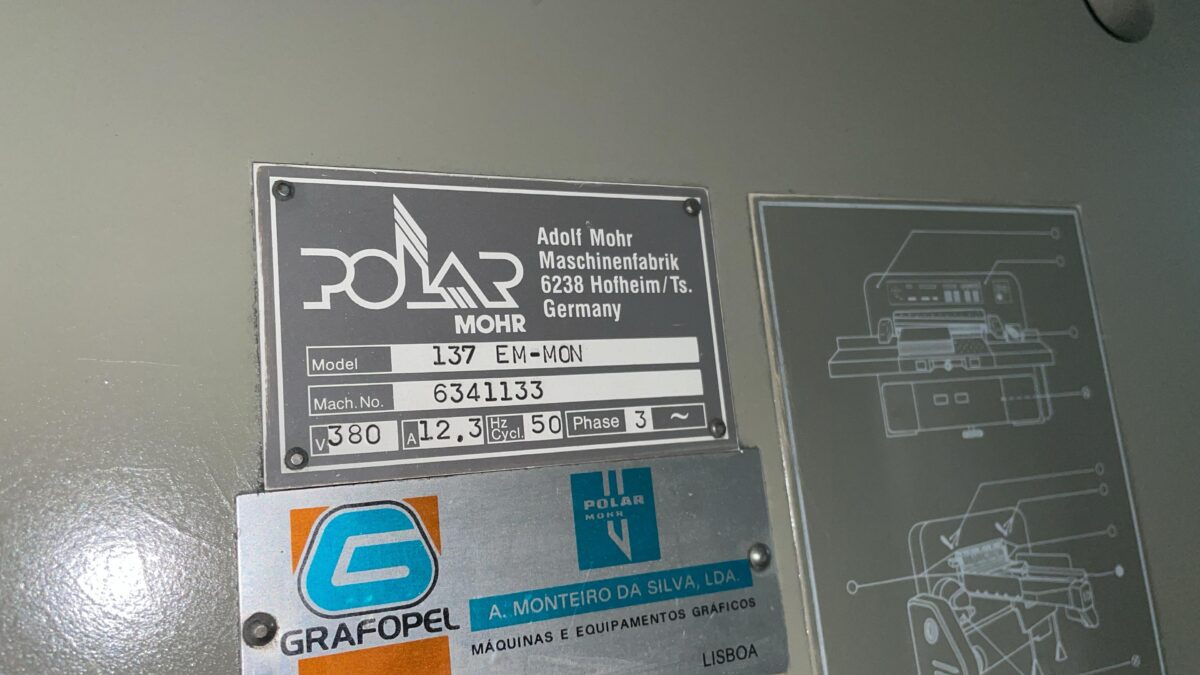 POLAR
MOHR
Adolf Mohr
Maschinenfabrik
6238 Hofheim/Ts.
Germany
Model 137 EM-MON
Mach. No. 6341133
V 380 A 12.3 Hz Cycl. 50 Phase 3 ~
G
GRAFOPEL
POLAR
MOHR
A. MONTEIRO DA SILVA, LDA.
MÁQUINAS E EQUIPAMENTOS GRÁFICOS
LISBOA